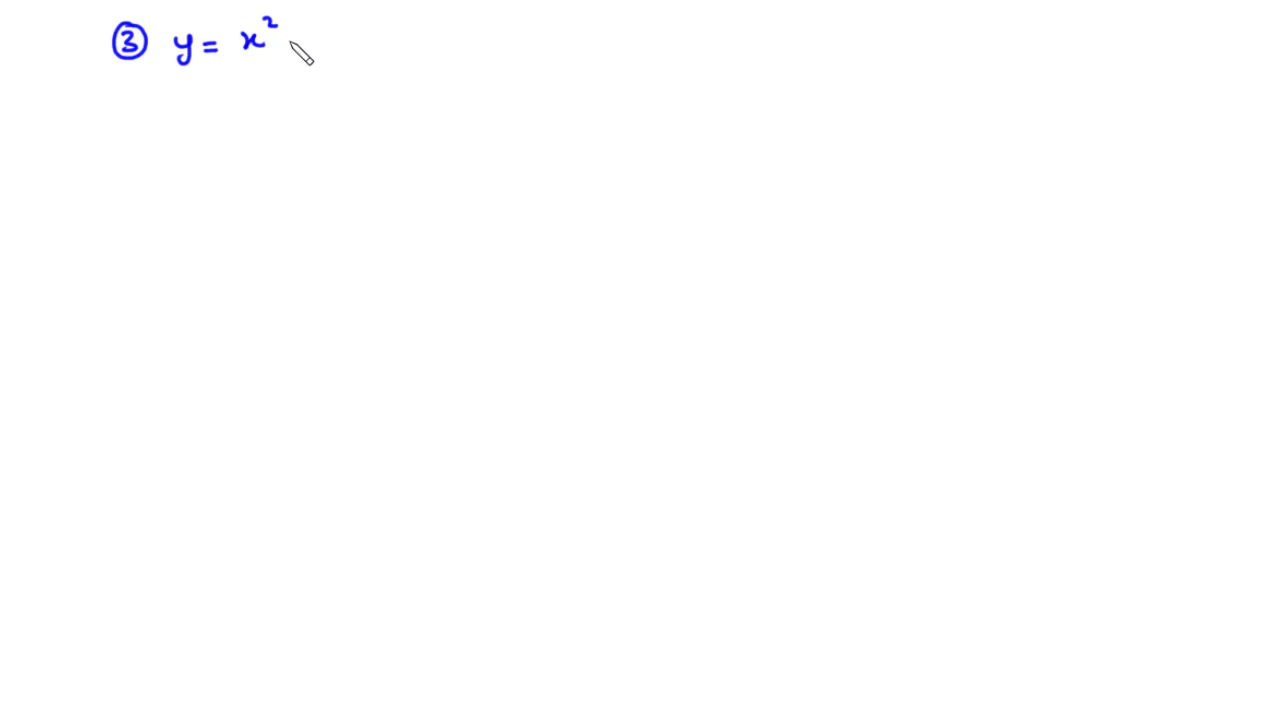 ③ y = x²